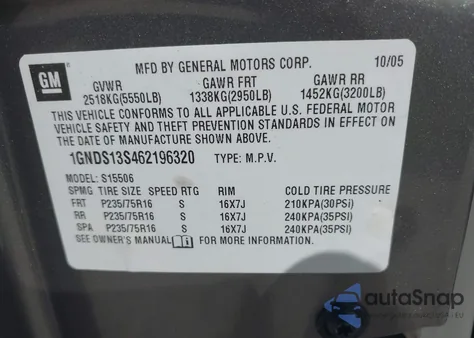 GM
MFD BY GENERAL MOTORS CORP. 10/05
GVWR GAWR FRT GAWR RR
2518KG(5550LB) 1338KG(2950LB) 1452KG(3200LB)
THIS VEHICLE CONFORMS TO ALL APPLICABLE U.S. FEDERAL MOTOR
VEHICLE SAFETY AND THEFT PREVENTION STANDARDS IN EFFECT ON
THE DATE OF MANUFACTURE SHOWN ABOVE.
1GNDS13S462196320 TYPE: M.P.V.
MODEL: S15506
SPMG TIRE SIZE SPEED RTG RIM COLD TIRE PRESSURE
FRT P235/75R16 S 16X7J 210KPA(30PSI)
RR P235/75R16 S 16X7J 240KPA(35PSI)
SPA P235/75R16 S 16X7J 240KPA(35PSI)
SEE OWNER'S MANUAL FOR MORE INFORMATION.
autoSnap